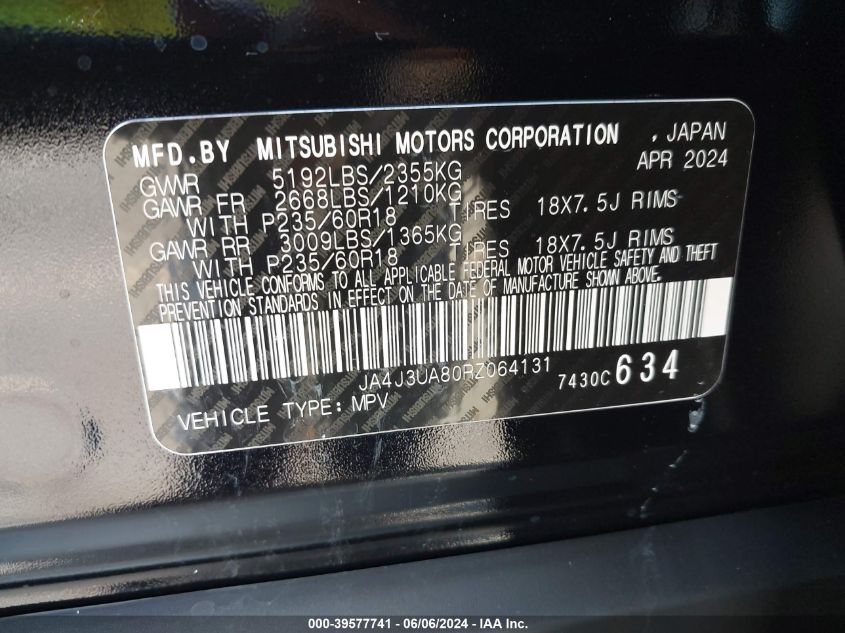 MFD.BY MITSUBISHI MOTORS CORPORATION , JAPAN
APR 2024
GVWR 5192LBS/2355KG
GAWR FR 2668LBS/1210KG
WITH P235/60R18 TIRES 18X7.5J RIMS
GAWR RR 3009LBS/1365KG
WITH P235/60R18 TIRES 18X7.5J RIMS
THIS VEHICLE CONFORMS TO ALL APPLICABLE FEDERAL MOTOR VEHICLE SAFETY AND THEFT
PREVENTION STANDARDS IN EFFECT ON THE DATE OF MANUFACTURE SHOWN ABOVE.
JA4J3UA80RZ064131 7430C 634
VEHICLE TYPE: MPV
000-39577741 - 06/06/2024 - IAAI.com